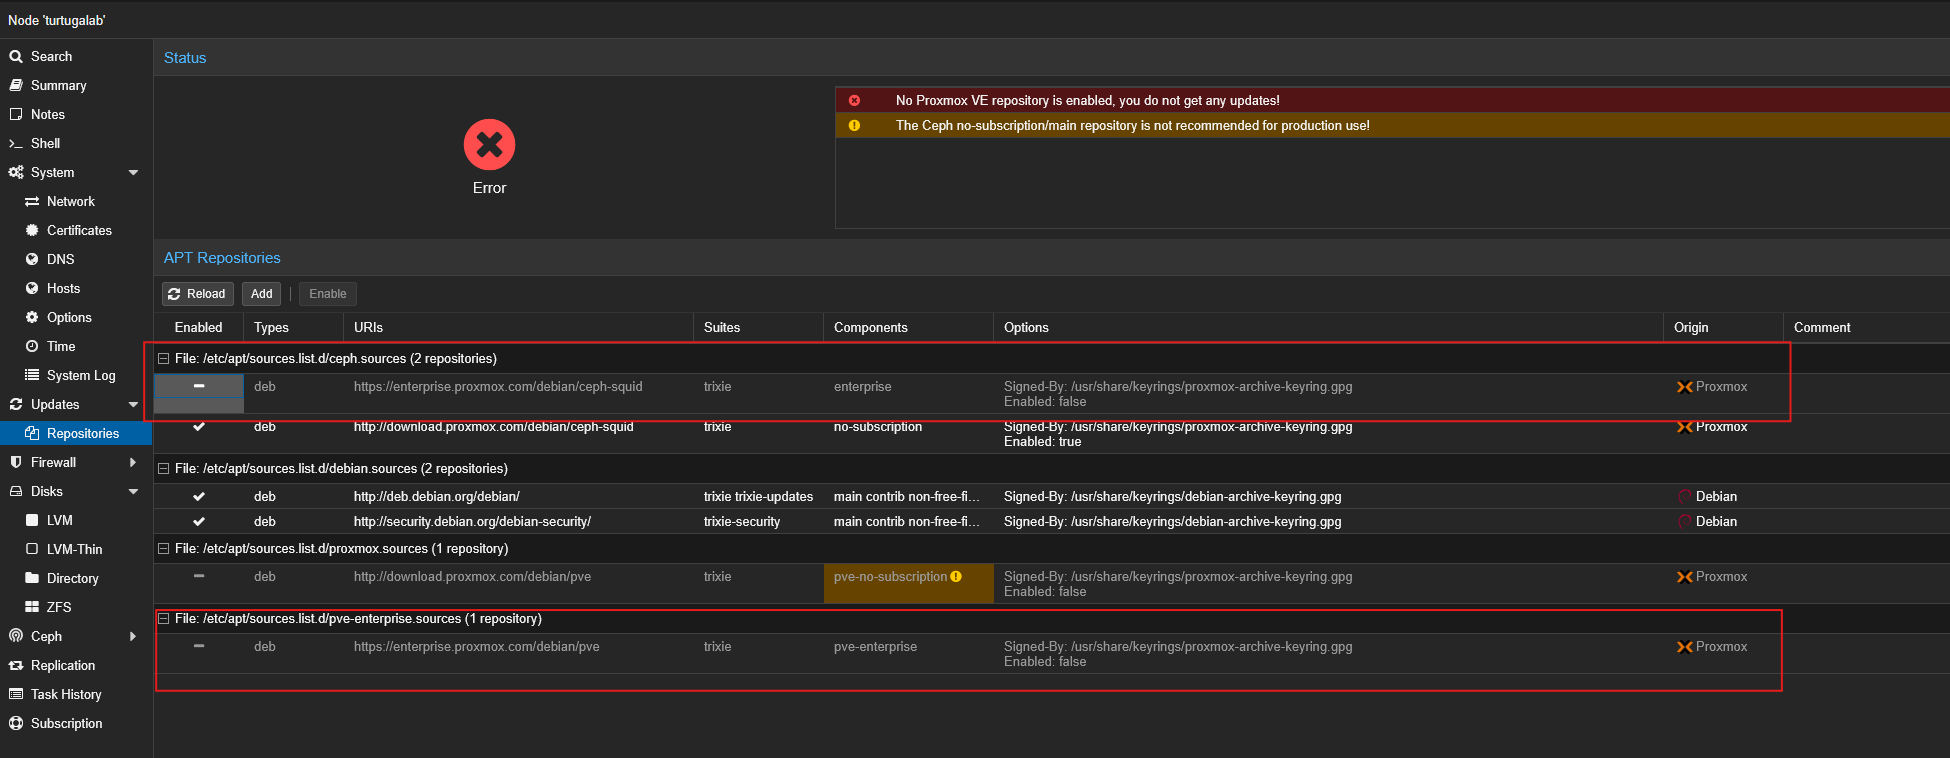 Node 'turtugalab'
Search
Summary
Notes
Shell
System
Network
Certificates
DNS
Hosts
Options
Time
System Log
Updates
Repositories
Firewall
Disks
LVM
LVM-Thin
Directory
ZFS
Ceph
Replication
Task History
Subscription
Status
Error
No Proxmox VE repository is enabled, you do not get any updates!
The Ceph no-subscription/main repository is not recommended for production use!
APT Repositories
Reload Add Enable
Enabled Types URIs Suites Components Options Origin Comment
File: /etc/apt/sources.list.d/ceph.sources (2 repositories)
deb https://enterprise.proxmox.com/debian/ceph-squid trixie enterprise Signed-By: /usr/share/keyrings/proxmox-archive-keyring.gpg Proxmox
Enabled: false
deb http://download.proxmox.com/debian/ceph-squid trixie no-subscription Signed-By: /usr/share/keyrings/proxmox-archive-keyring.gpg Proxmox
Enabled: true
File: /etc/apt/sources.list.d/debian.sources (2 repositories)
deb http://deb.debian.org/debian/ trixie trixie-updates main contrib non-free-fi... Signed-By: /usr/share/keyrings/debian-archive-keyring.gpg Debian
deb http://security.debian.org/debian-security/ trixie-security main contrib non-free-fi... Signed-By: /usr/share/keyrings/debian-archive-keyring.gpg Debian
File: /etc/apt/sources.list.d/proxmox.sources (1 repository)
deb http://download.proxmox.com/debian/pve trixie pve-no-subscription Signed-By: /usr/share/keyrings/proxmox-archive-keyring.gpg Proxmox
Enabled: false
File: /etc/apt/sources.list.d/pve-enterprise.sources (1 repository)
deb https://enterprise.proxmox.com/debian/pve trixie pve-enterprise Signed-By: /usr/share/keyrings/proxmox-archive-keyring.gpg Proxmox
Enabled: false